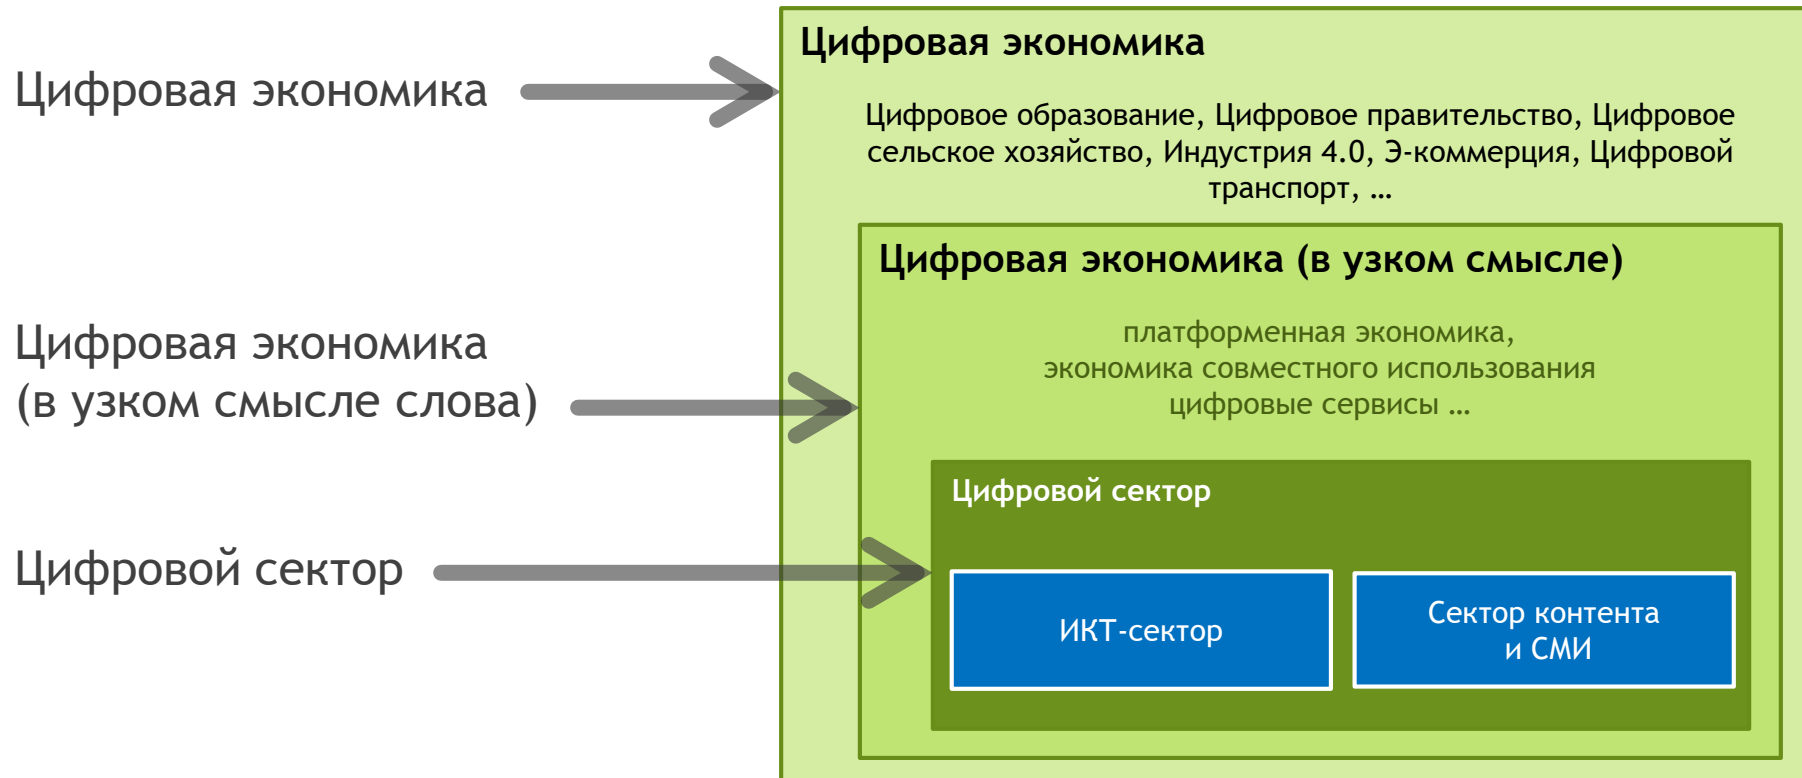 Цифровая экономика
Цифровая экономика
(в узком смысле слова)
Цифровой сектор
Цифровая экономика
Цифровое образование, Цифровое правительство, Цифровое
сельское хозяйство, Индустрия 4.0, Э-коммерция, Цифровой
транспорт, …
Цифровая экономика (в узком смысле)
платформенная экономика,
экономика совместного использования
цифровые сервисы …
Цифровой сектор
ИКТ-сектор
Сектор контента
и СМИ